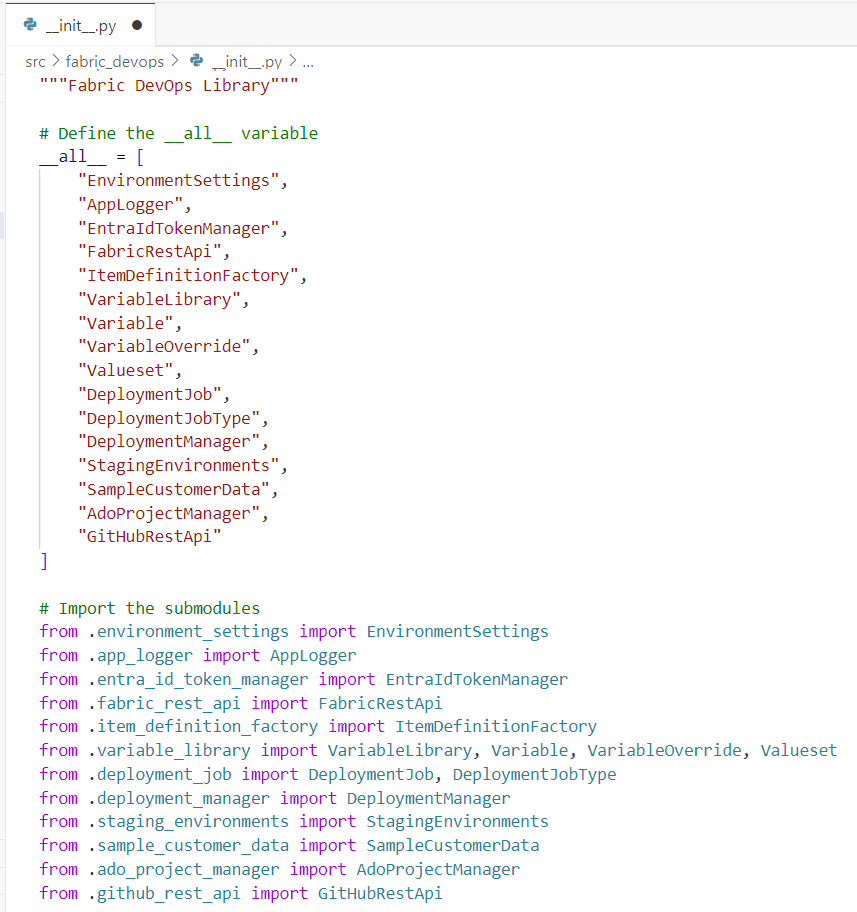 __init__.py ●
src > fabric_devops > __init__.py > ...
"""Fabric DevOps Library"""
# Define the __all__ variable
__all__ = [
    "EnvironmentSettings",
    "AppLogger",
    "EntraIdTokenManager",
    "FabricRestApi",
    "ItemDefinitionFactory",
    "VariableLibrary",
    "Variable",
    "VariableOverride",
    "Valueset",
    "DeploymentJob",
    "DeploymentJobType",
    "DeploymentManager",
    "StagingEnvironments",
    "SampleCustomerData",
    "AdoProjectManager",
    "GitHubRestApi"
]
# Import the submodules
from .environment_settings import EnvironmentSettings
from .app_logger import AppLogger
from .entra_id_token_manager import EntraIdTokenManager
from .fabric_rest_api import FabricRestApi
from .item_definition_factory import ItemDefinitionFactory
from .variable_library import VariableLibrary, Variable, VariableOverride, Valueset
from .deployment_job import DeploymentJob, DeploymentJobType
from .deployment_manager import DeploymentManager
from .staging_environments import StagingEnvironments
from .sample_customer_data import SampleCustomerData
from .ado_project_manager import AdoProjectManager
from .github_rest_api import GitHubRestApi